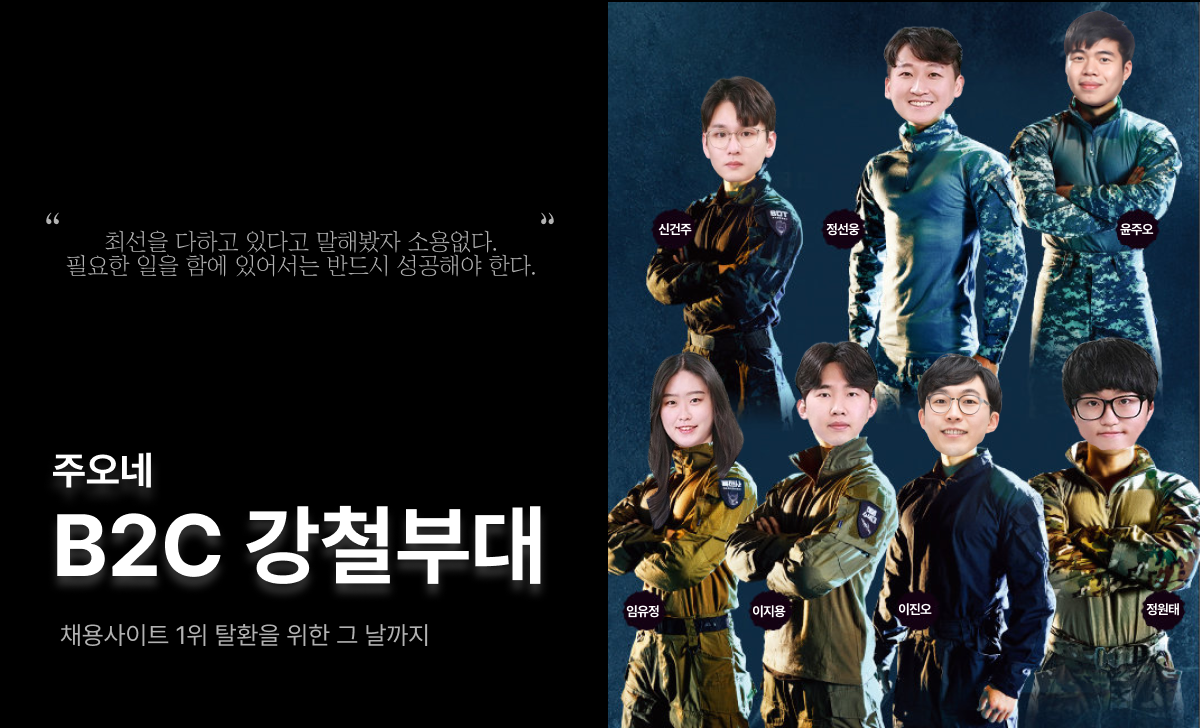 “ ”
최선을 다하고 있다고 말해봤자 소용없다.
필요한 일을 함에 있어서는 반드시 성공해야 한다.
주오네
B2C 강철부대
채용사이트 1위 탈환을 위한 그 날까지
SDT
신건주
정선웅
윤주오
임유정
이지용
이진오
정원태